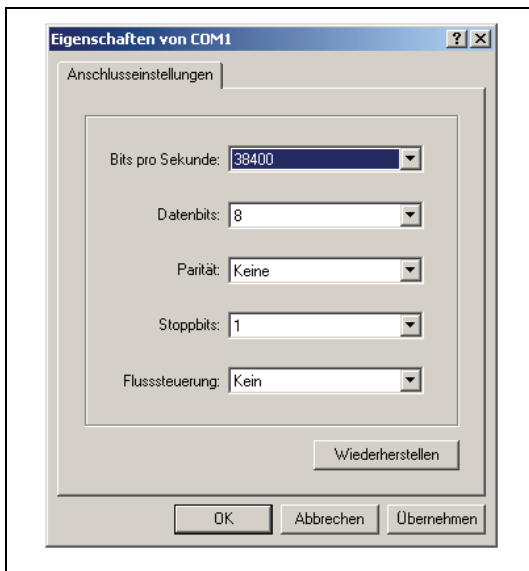 Eigenschaften von COM1
Anschlusseinstellungen
Bits pro Sekunde: 38400
Datenbits: 8
Parität: Keine
Stoppbits: 1
Flusssteuerung: Kein
Wiederherstellen
OK Abbrechen Übernehmen